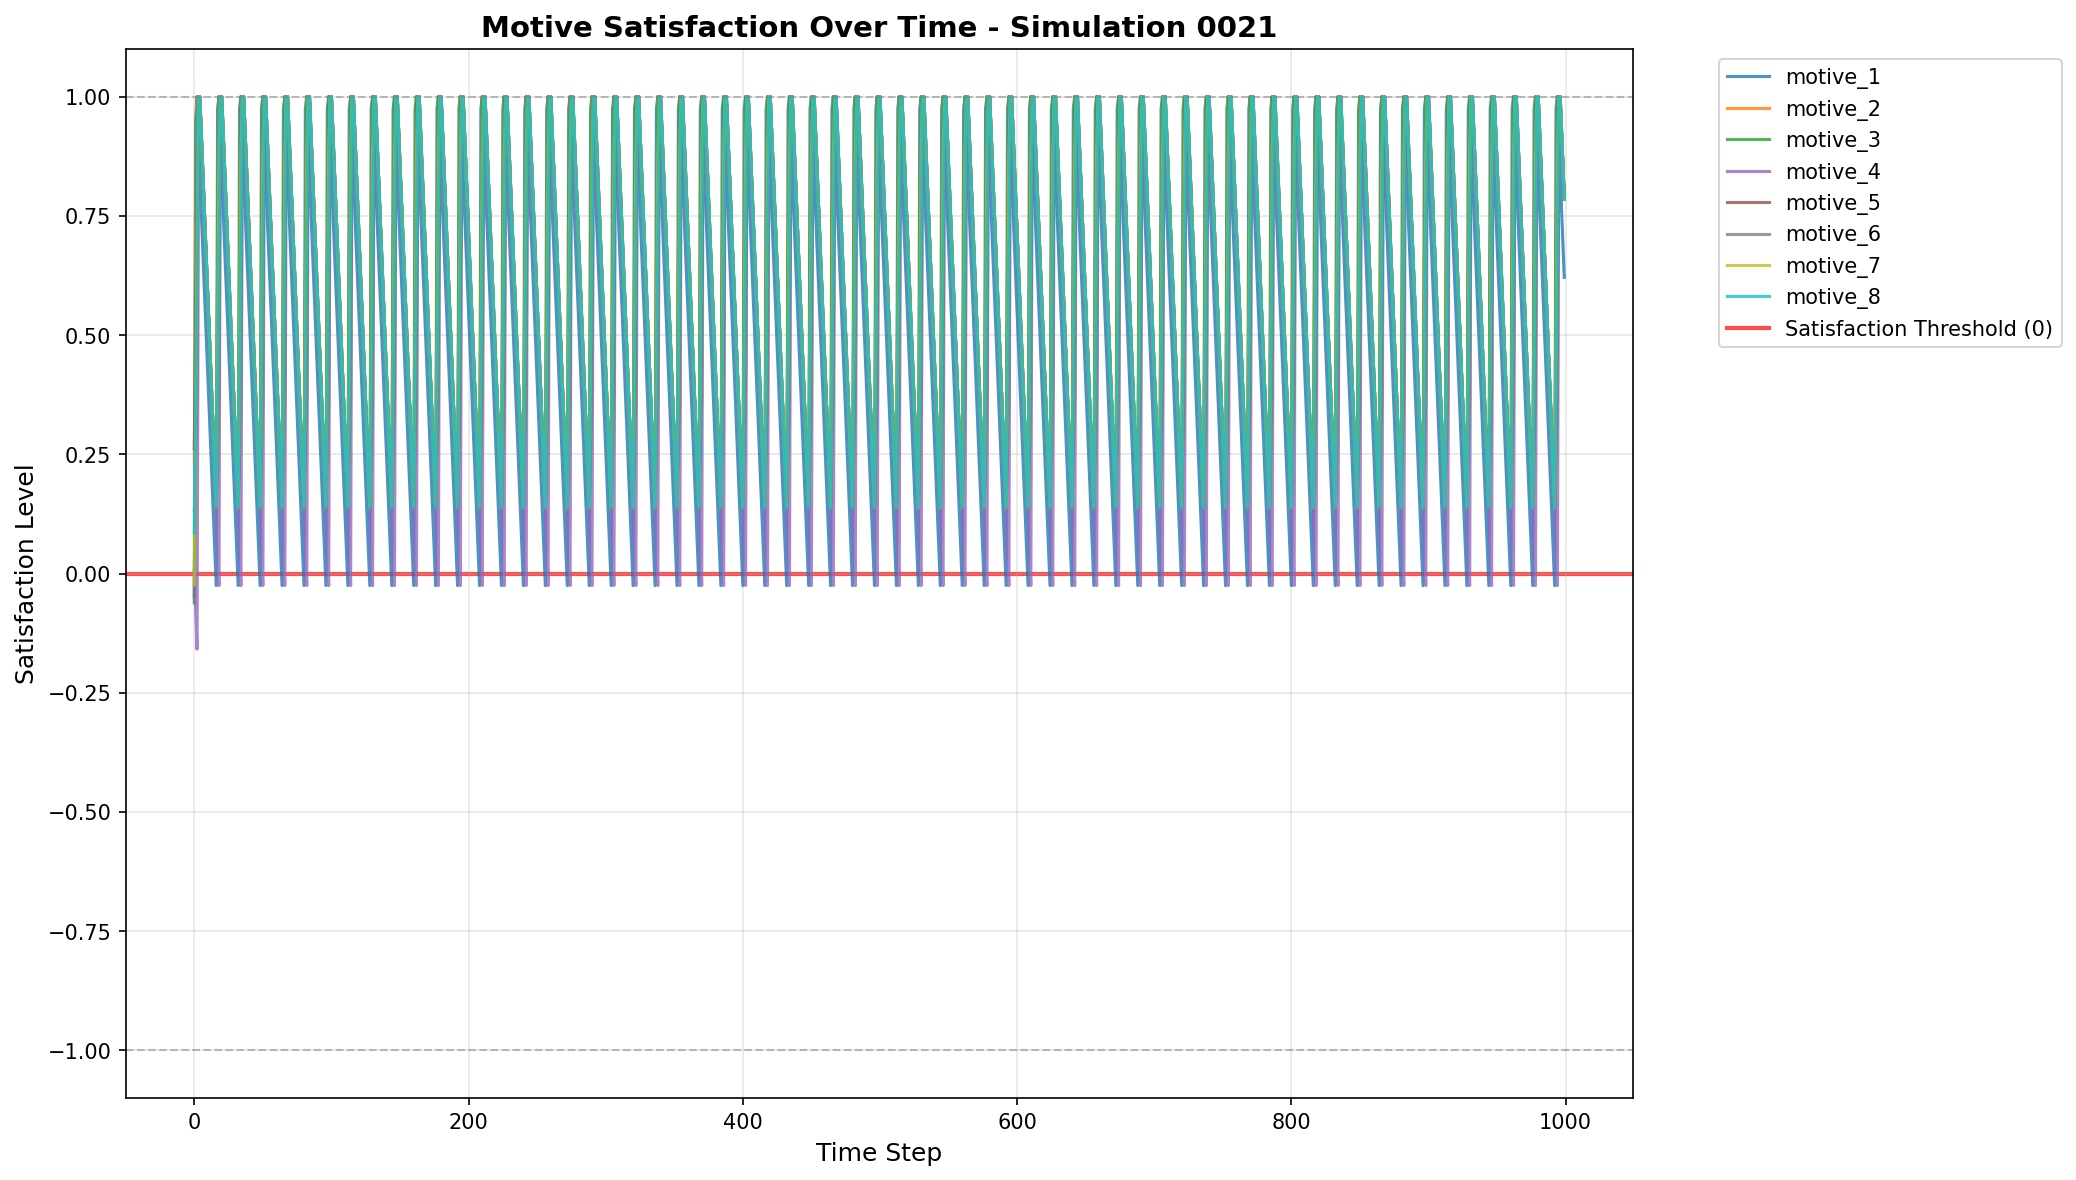 Motive Satisfaction Over Time - Simulation 0021
Satisfaction Level
1.00
0.75
0.50
0.25
0.00
−0.25
−0.50
−0.75
−1.00
0
200
400
600
800
1000
Time Step
motive_1
motive_2
motive_3
motive_4
motive_5
motive_6
motive_7
motive_8
Satisfaction Threshold (0)